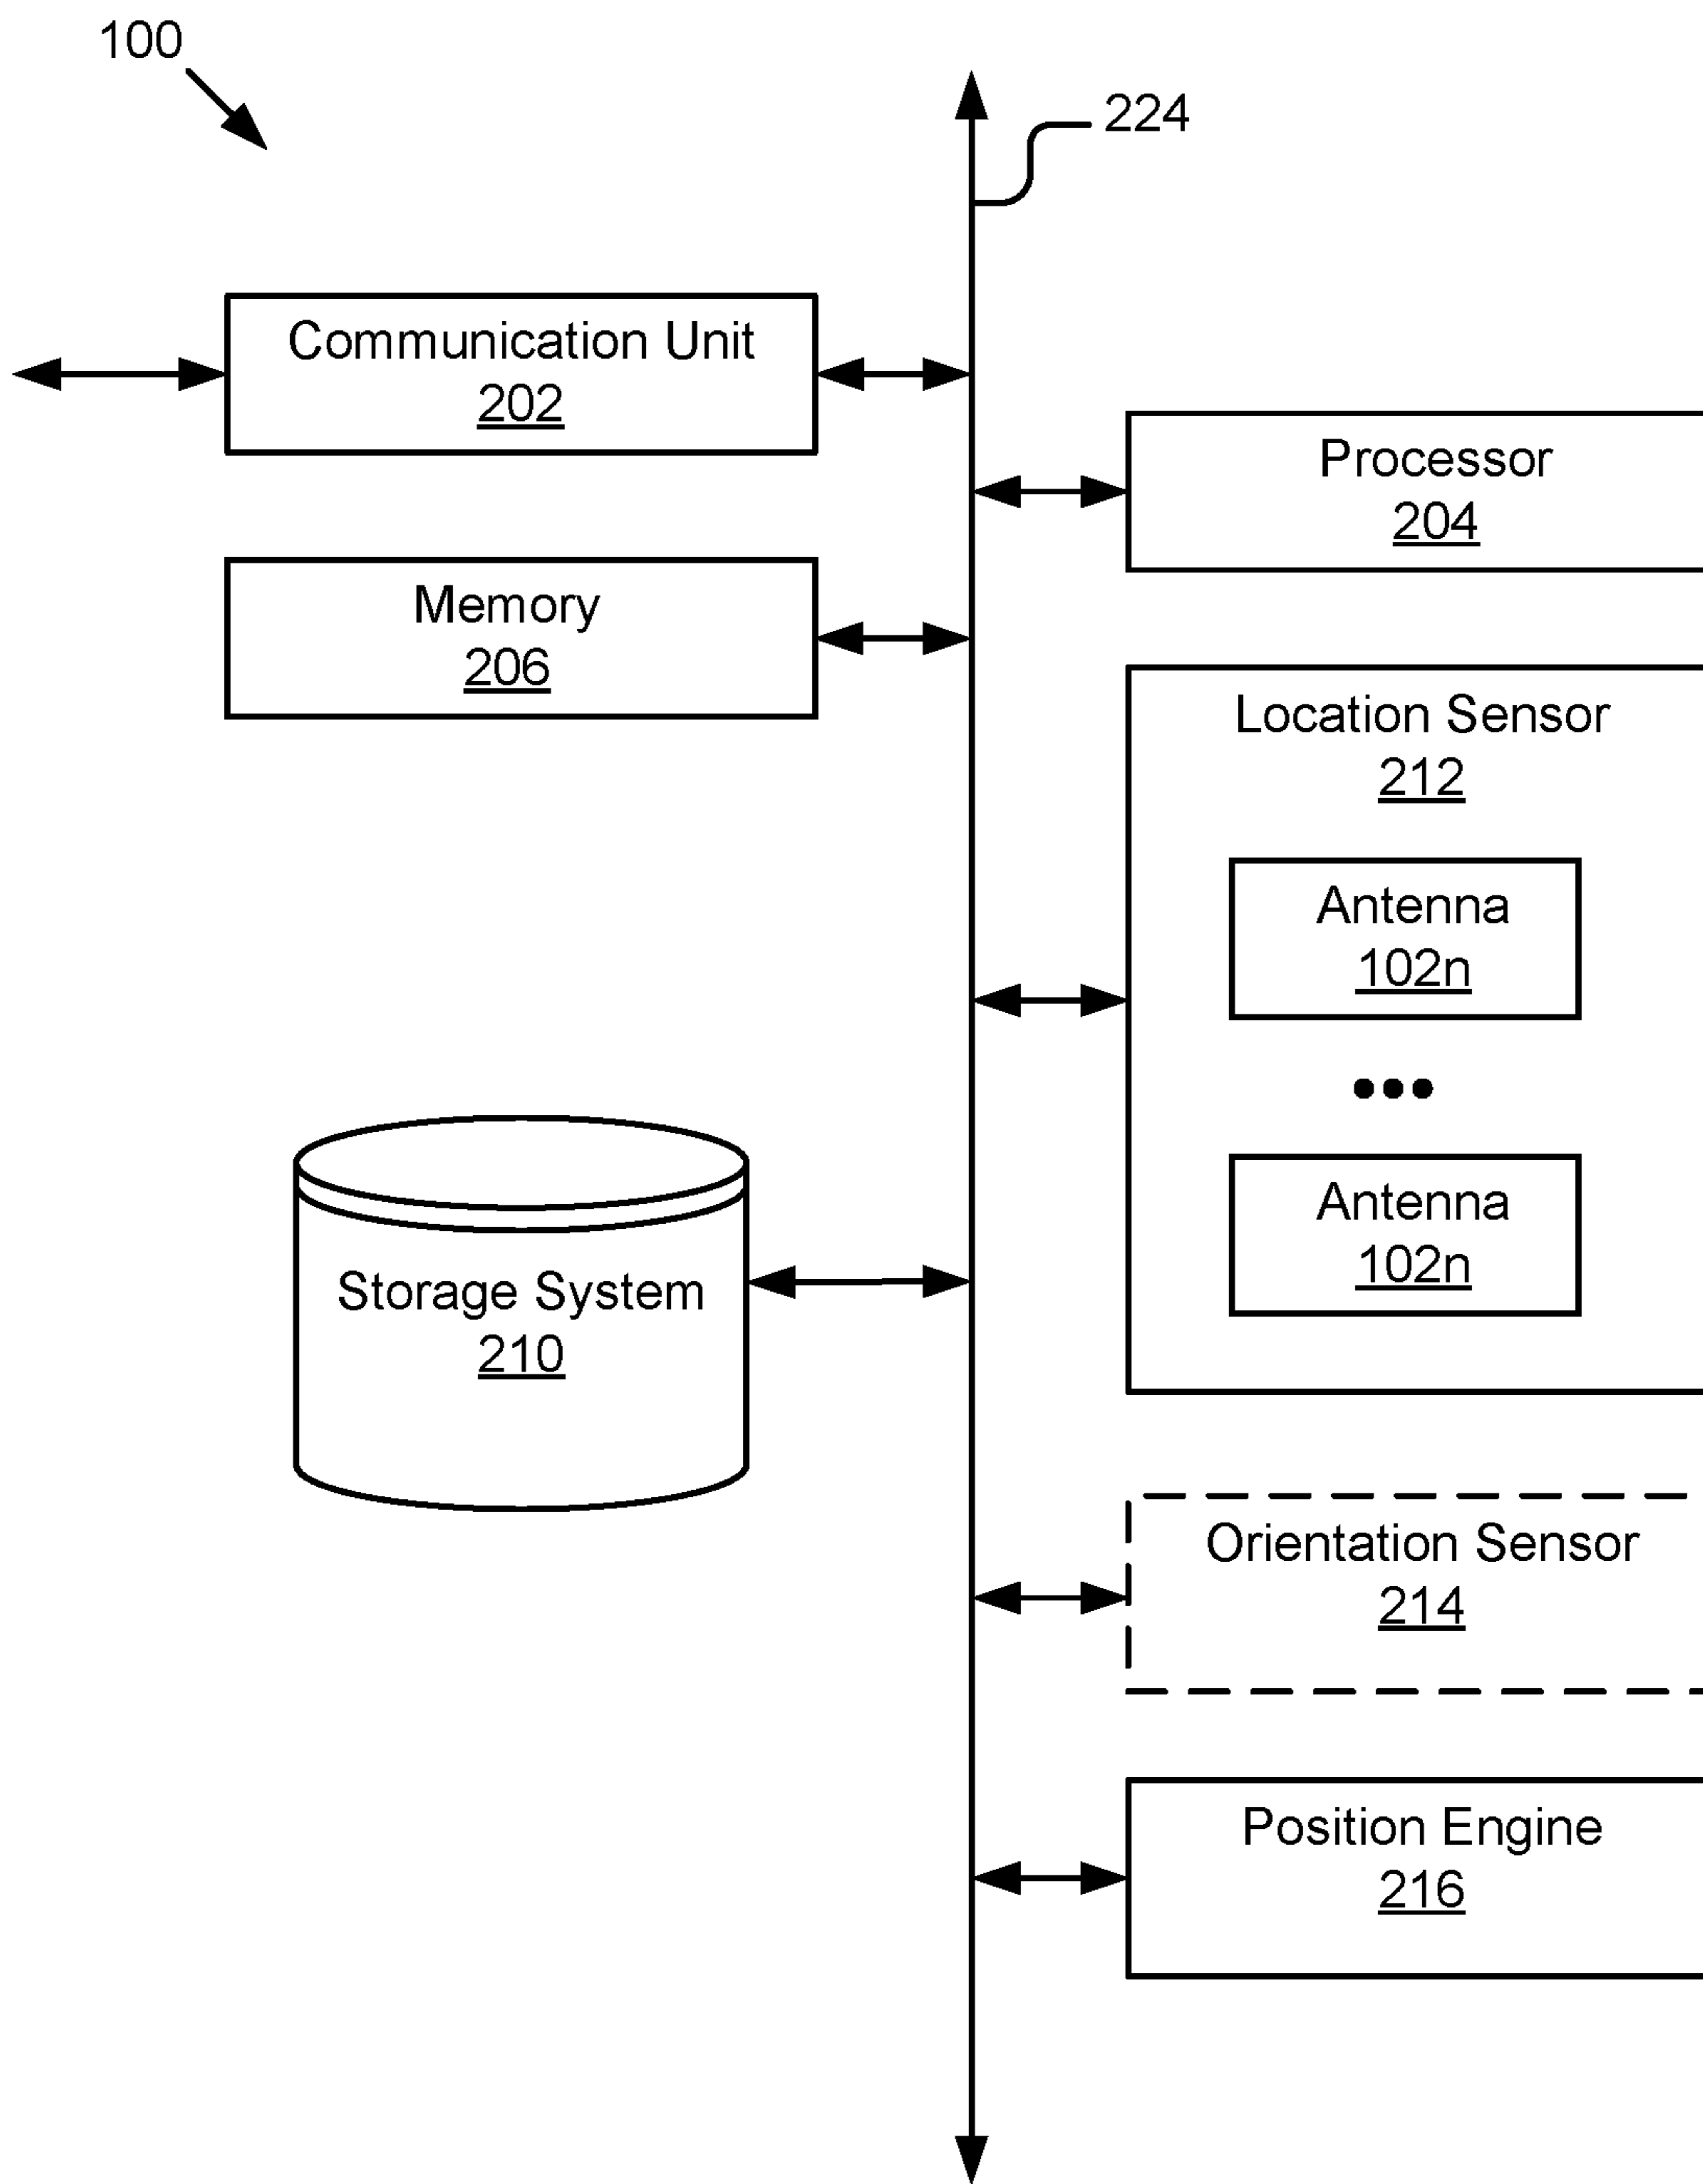 100
224
Communication Unit
202
Processor
204
Memory
206
Location Sensor
212
Antenna
102n
Antenna
102n
Storage System
210
Orientation Sensor
214
Position Engine
216